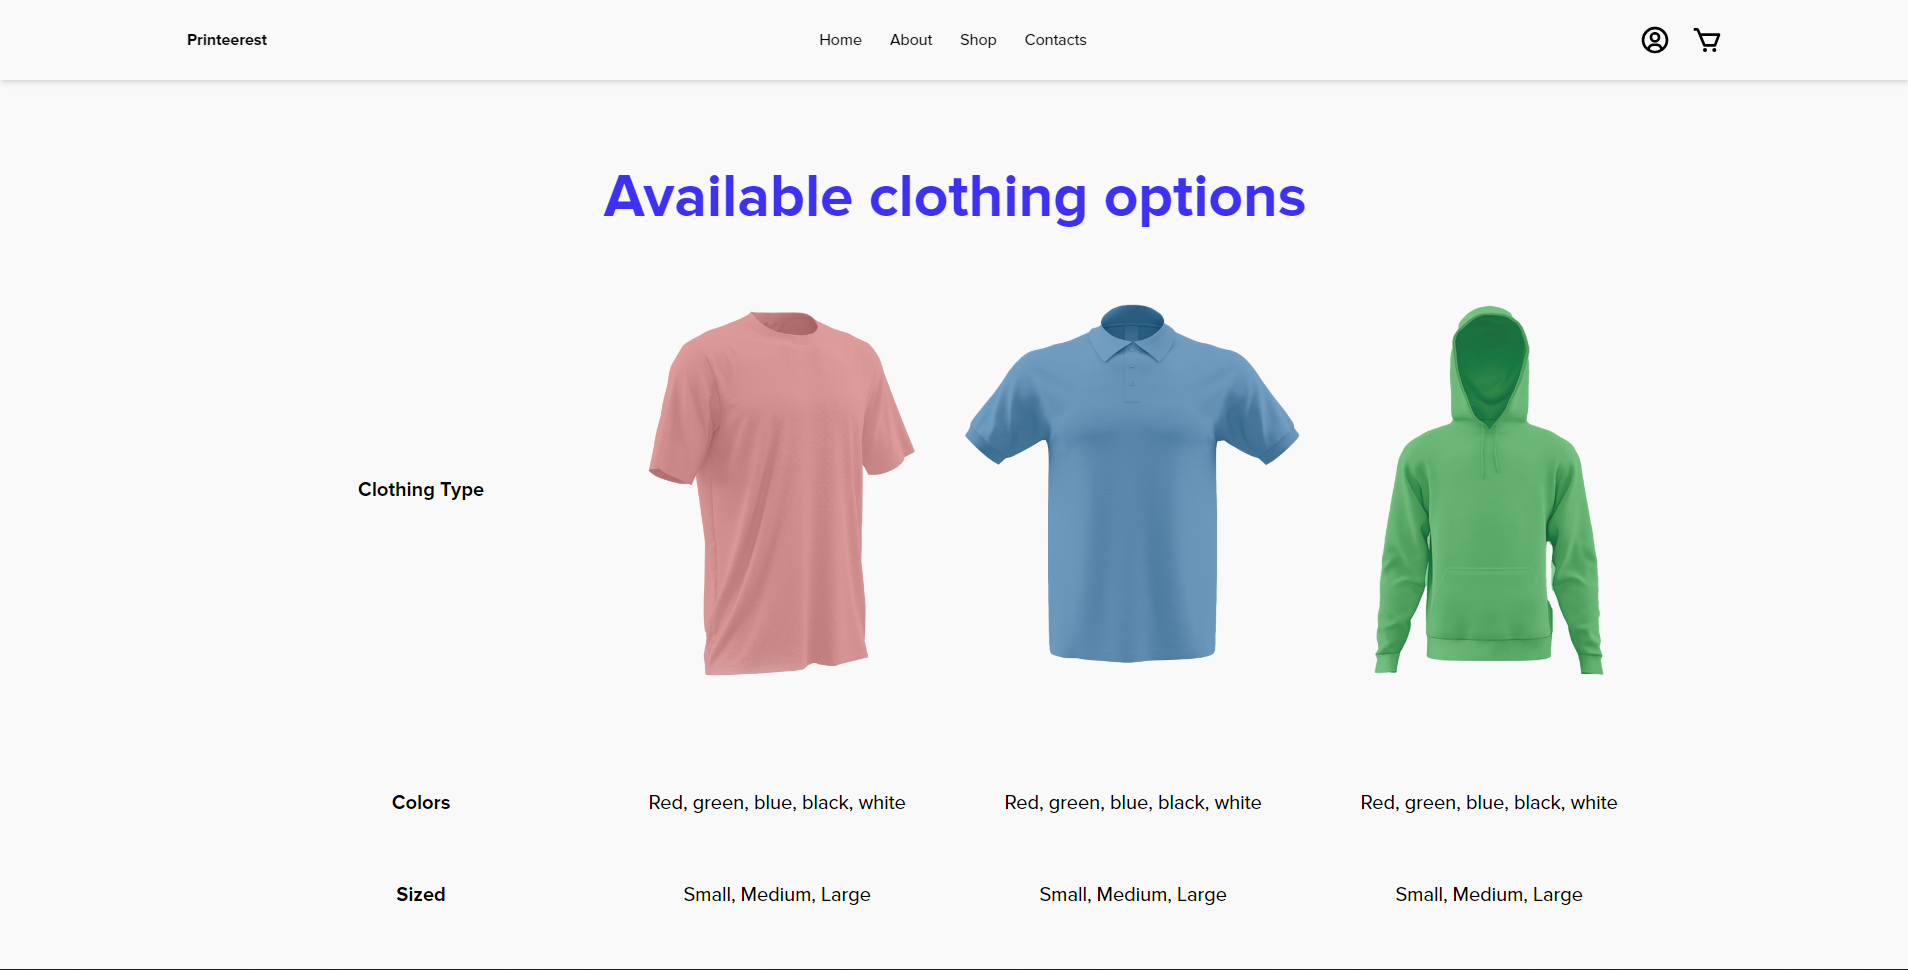 Printeerest Home About Shop Contacts
Available clothing options
Clothing Type
Colors Red, green, blue, black, white Red, green, blue, black, white Red, green, blue, black, white
Sized Small, Medium, Large Small, Medium, Large Small, Medium, Large